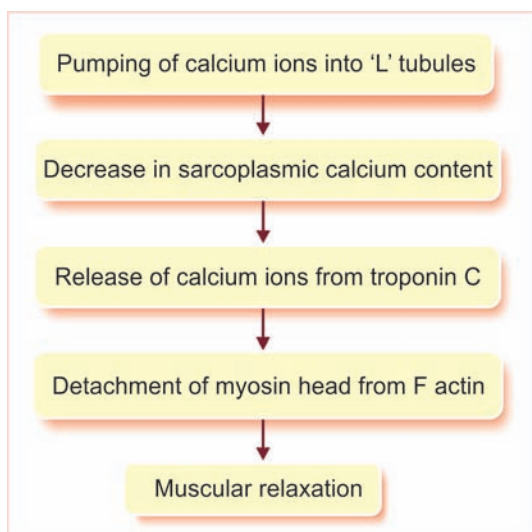 Pumping of calcium ions into ‘L’ tubules
Decrease in sarcoplasmic calcium content
Release of calcium ions from troponin C
Detachment of myosin head from F actin
Muscular relaxation